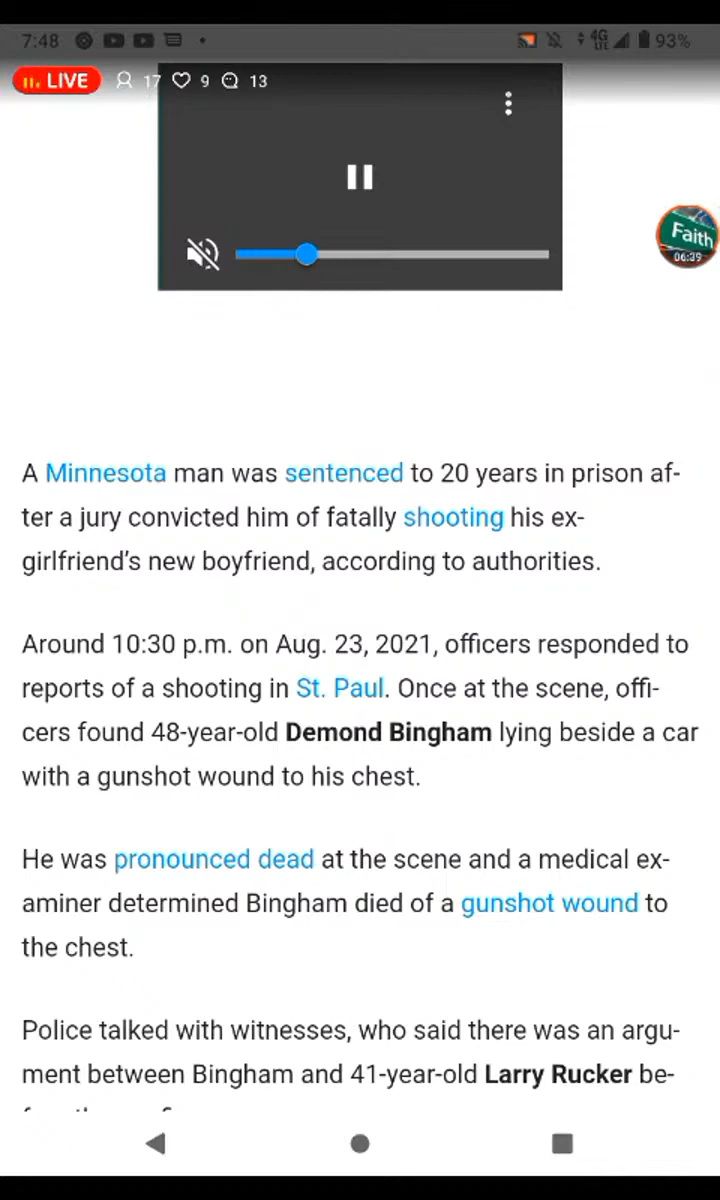 7:48 4G LTE 93%
LIVE 17 9 13
Faith
06:39
A Minnesota man was sentenced to 20 years in prison af-
ter a jury convicted him of fatally shooting his ex-
girlfriend’s new boyfriend, according to authorities.
Around 10:30 p.m. on Aug. 23, 2021, officers responded to
reports of a shooting in St. Paul. Once at the scene, offi-
cers found 48-year-old Demond Bingham lying beside a car
with a gunshot wound to his chest.
He was pronounced dead at the scene and a medical ex-
aminer determined Bingham died of a gunshot wound to
the chest.
Police talked with witnesses, who said there was an argu-
ment between Bingham and 41-year-old Larry Rucker be-